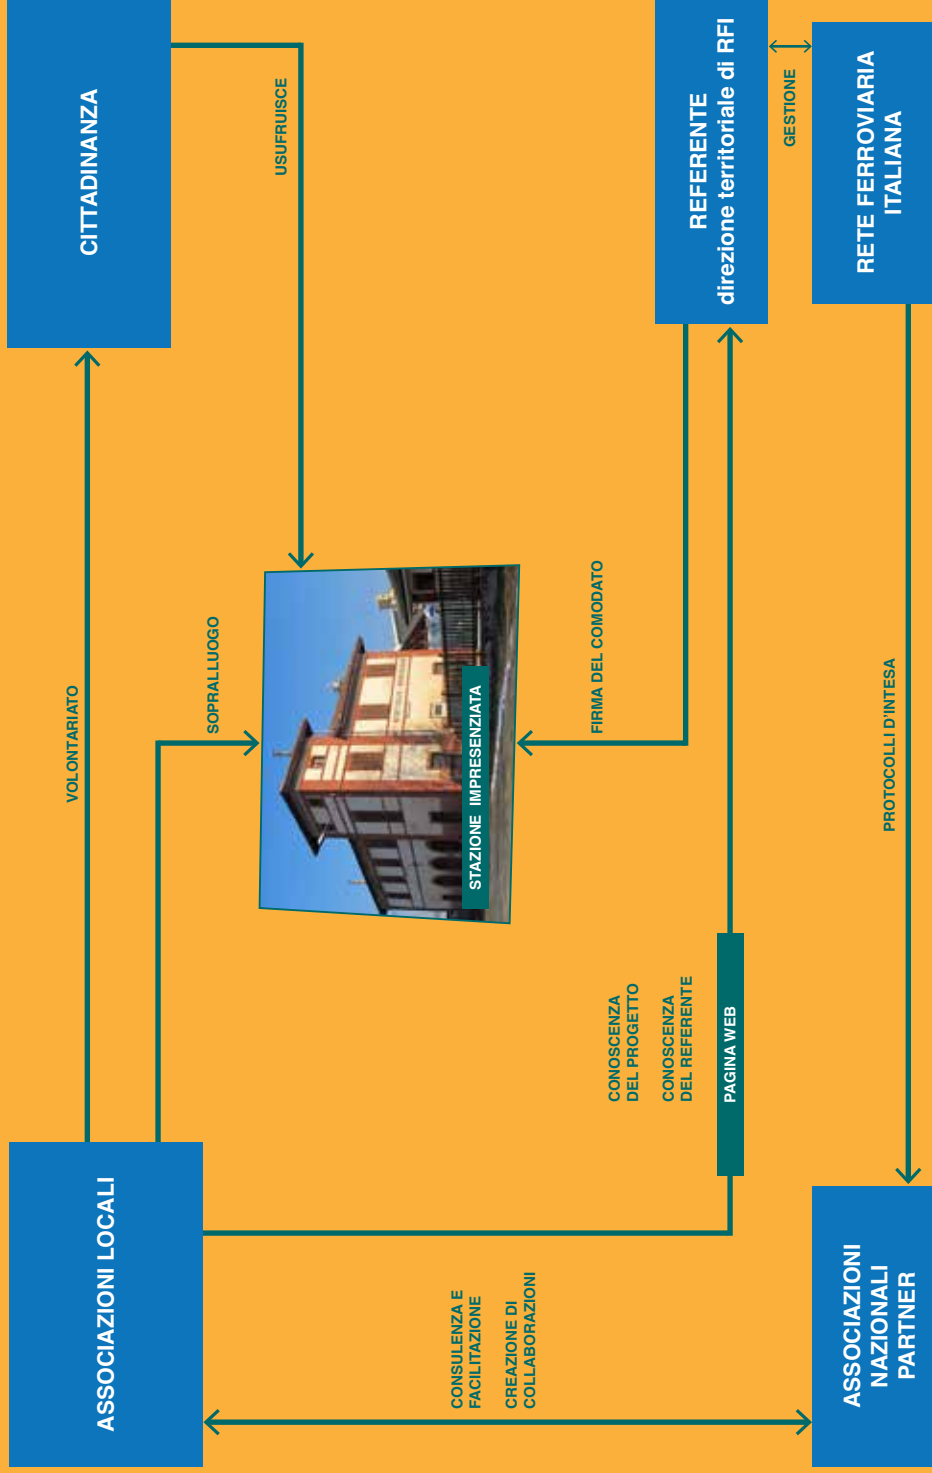 ASSOCIAZIONI LOCALI
VOLONTARIATO
CITTADINANZA
SOPRALLUOGO
USUFRUISCE
STAZIONE IMPRESENZIATA
CONSULENZA E
FACILITAZIONE
CREAZIONE DI
COLLABORAZIONI
CONOSCENZA
DEL PROGETTO
CONOSCENZA
DEL REFERENTE
PAGINA WEB
FIRMA DEL COMODATO
REFERENTE
direzione territoriale di RFI
GESTIONE
ASSOCIAZIONI
NAZIONALI
PARTNER
PROTOCOLLI D'INTESA
RETE FERROVIARIA
ITALIANA